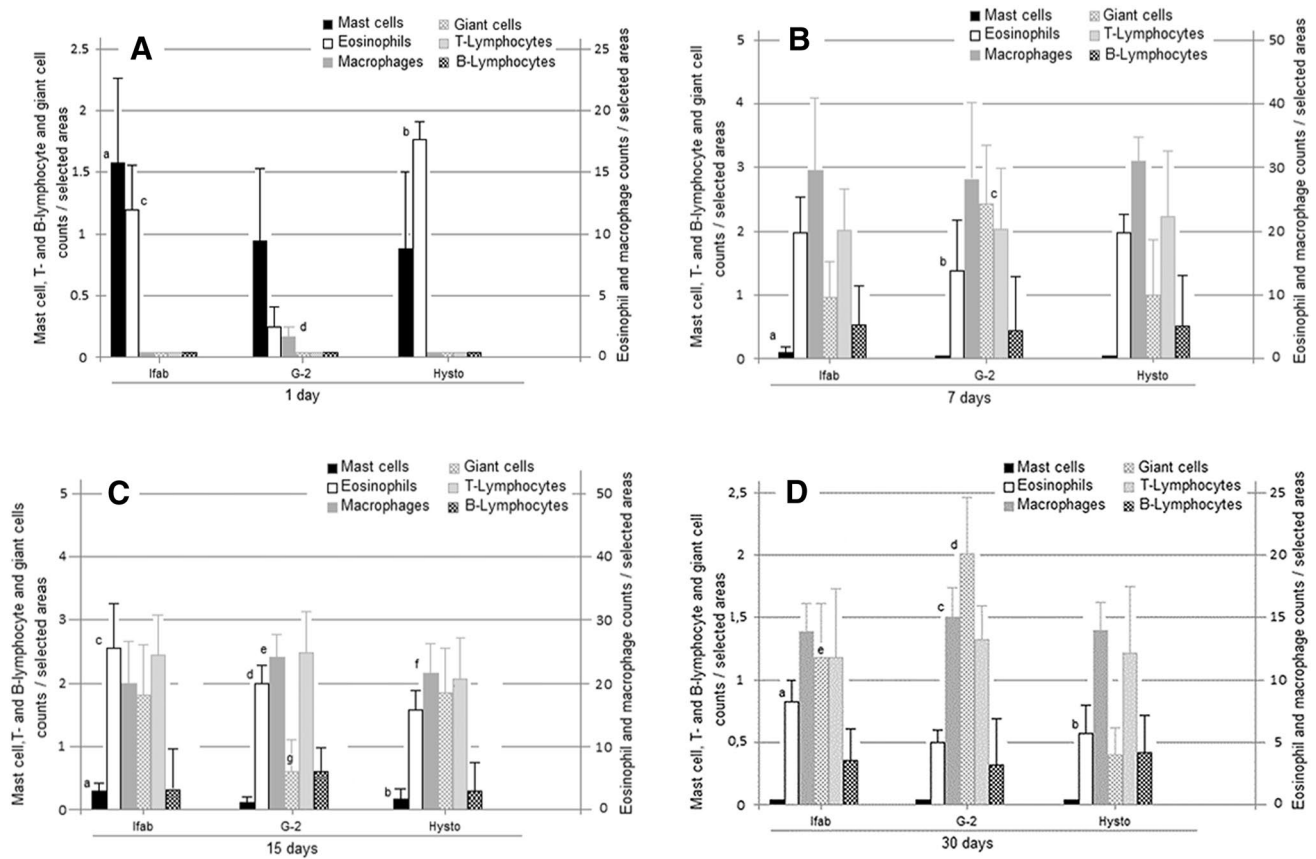 A
Mast cells
Eosinophils
Macrophages
Giant cells
T-Lymphocytes
B-Lymphocytes
Mast cell, T- and B-lymphocyte and giant cell
counts / selected areas
2.5
2
1.5
1
0.5
0
25
20
15
10
5
0
Eosinophil and macrophage counts / selceted areas
a
c
d
b
Ifab
G-2
Hysto
1 day
B
Mast cells
Eosinophils
Macrophages
Giant cells
T-Lymphocytes
B-Lymphocytes
Mast cell, T- and B-lymphocyte and giant cell
counts / selected areas
5
4
3
2
1
0
50
40
30
20
10
0
Eosinophil and macrophage counts / selected areas
a
b
c
Ifab
G-2
Hysto
7 days
C
Mast cells
Eosinophils
Macrophages
Giant cells
T-Lymphocytes
B-Lymphocytes
Mast cell,T- and B-lymphocyte and giant cells
counts / selected areas
5
4
3
2
1
0
50
40
30
20
10
0
Eosinophil and macrophage counts / selected areas
a
c
d
e
g
b
f
Ifab
G-2
Hysto
15 days
D
Mast cells
Eosinophils
Macrophages
Giant cells
T-Lymphocytes
B-Lymphocytes
Mast cell, T- and B-lymphocyte and giant cell
counts / selected areas
2,5
2
1,5
1
0,5
0
25
20
15
10
5
0
Eosinophil and macrophage counts / selected areas
a
e
c
d
b
Ifab
G-2
Hysto
30 days